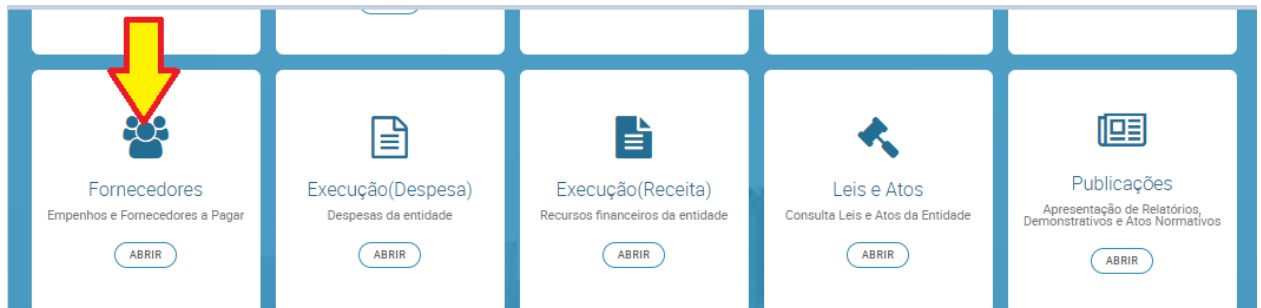 Fornecedores
Empenhos e Fornecedores a Pagar
ABRIR
Execução(Despesa)
Despesas da entidade
ABRIR
Execução(Receita)
Recursos financeiros da entidade
ABRIR
Leis e Atos
Consulta Leis e Atos da Entidade
ABRIR
Publicações
Apresentação de Relatórios,
Demonstrativos e Atos Normativos
ABRIR